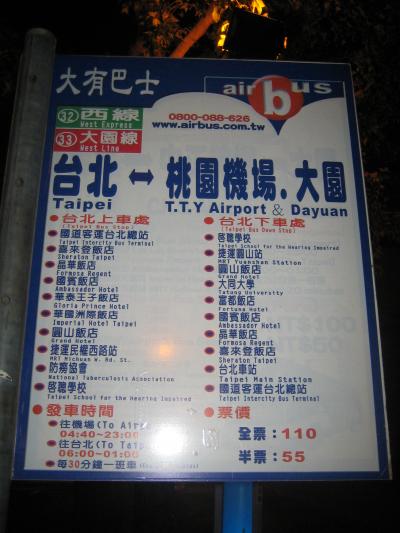 大有巴士
airbus
b
0800-088-626
www.airbus.com.tw
32 西線
West Express
33 大園線
West Line
台北 ↔ 桃園機場.大園
Taipei T.T.Y Airport & Dayuan
台北上車處
(Taipei Bus Stop)
國道客運台北總站
Taipei Intercity Bus Terminal
喜來登飯店
Sheraton Taipei
晶華飯店
Formosa Regent
國賓飯店
Ambassador Hotel
華泰王子飯店
Gloria Prince Hotel
華國洲際飯店
Imperial Hotel Taipei
圓山飯店
Grand Hotel
捷運民權西路站
MRT Minchuan W. Rd. St.
防癆協會
National Tuberculosis Association
啓聰學校
Taipei School for the Hearing Impaired
發車時間
往機場(To Air
04:40~23:00
往台北(To Taip
06:00~01:00
每30分鐘一班車
台北下車處
(Taipei Bus Down Stop)
啓聰學校
Taipei School for the Hearing Impaired
捷運圓山站
MRT Yuanshan Station
圓山飯店
Grand Hotel
大同大學
Tatung University
富都飯店
Fortuna Hotel
國賓飯店
Ambassador Hotel
晶華飯店
Formosa Regent
喜來登飯店
Sheraton Taipei
台北車站
Taipei Main Station
國道客運台北總站
Taipei Intercity Bus Terminal
票價
全票:110
半票:55